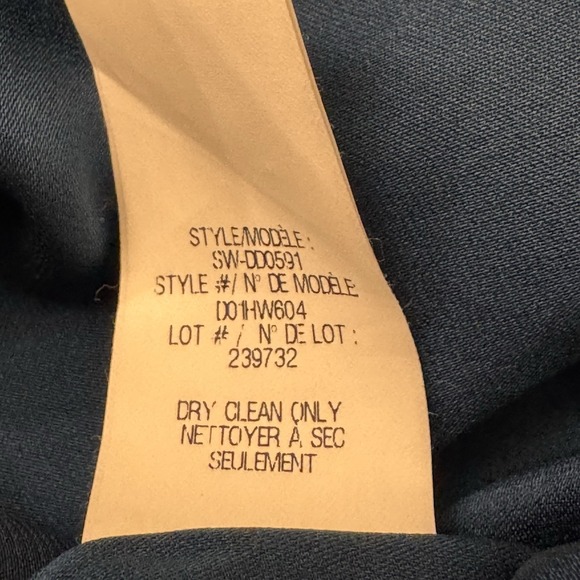 STYLE/MODÈLE :
SW-DD0591
STYLE #/ N° DE MODÈLE
D01HW604
LOT # / N° DE LOT :
239732
DRY CLEAN ONLY
NETTOYER À SEC
SEULEMENT